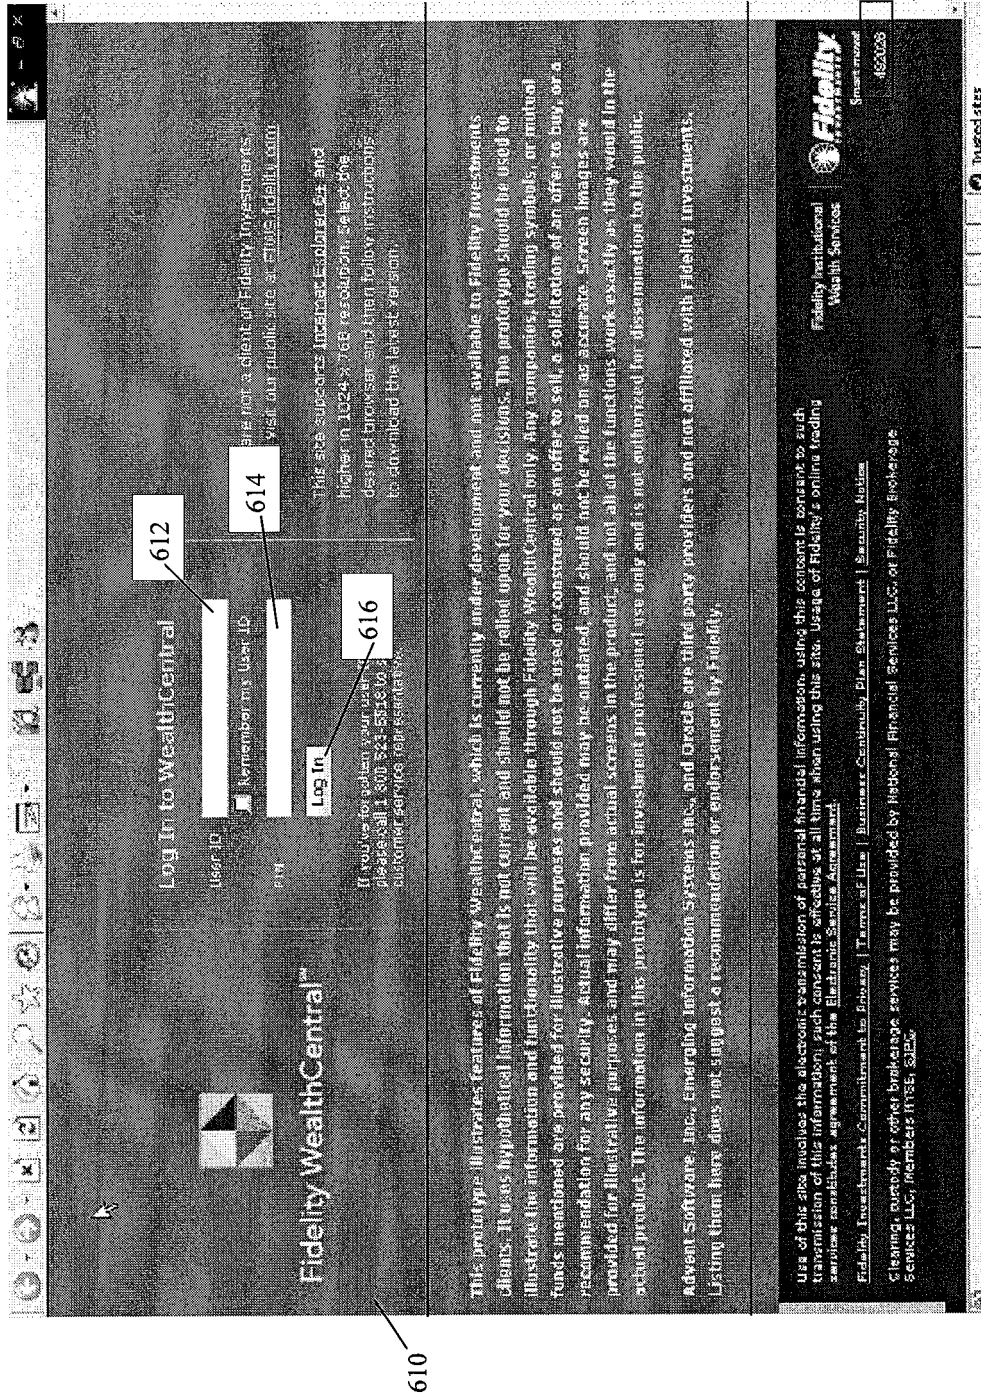 Fidelity WealthCentral℠
Log In to WealthCentral
User ID
Remember my User ID
PIN
Log In
If you've forgotten your user
please call 1-800-523-5518 to
customer service representative.
612
614
616
610
are not a client of Fidelity Investments,
visit our public site at
This site supports Internet Explorer 6+ and
higher in 1024 x 768 resolution. Select the
desired browser and then follow instructions
to download the latest version.
This prototype illustrates features of Fidelity WealthCentral, which is currently under development and not available to Fidelity Investments
clients. It uses hypothetical information that is not current and should not be relied upon for your decisions. The prototype should be used to
illustrate the information and functionality that will be available through Fidelity WealthCentral only. Any companies, trading symbols, or mutual
funds mentioned are provided for illustrative purposes and should not be used or construed as an offer to sell, a solicitation of an offer to buy, or a
recommendation for any security. Actual information provided may be outdated, and should not be relied on as accurate. Screen images are
provided for illustrative purposes and may differ from actual screens in the product, and not all of the functions work exactly as they would in the
actual product. The information in this prototype is for investment professional use only and is not authorized for dissemination to the public.
Advent Software, Inc., Emerging Information Systems Inc., and Oracle are third party providers and not affiliated with Fidelity Investments.
Listing them here does not suggest a recommendation or endorsement by Fidelity.
Use of this site involves the electronic transmission of personal financial information. Using this content is consent to such
transmission of this information; such consent is effective at all time when using this site. Usage of Fidelity's online trading
services constitutes agreement of the Electronic Service Agreement
Fidelity Investments Commitment to Privacy | Terms of Use | Business Continuity Plan Statement | Security Notice
Clearing, custody or other brokerage services may be provided by National Financial Services LLC, or Fidelity Brokerage
Services LLC, Members NYSE, SIPC.
Fidelity Institutional
Wealth Services
Fidelity
INVESTMENTS
Smart move.
492026
Trusted sites